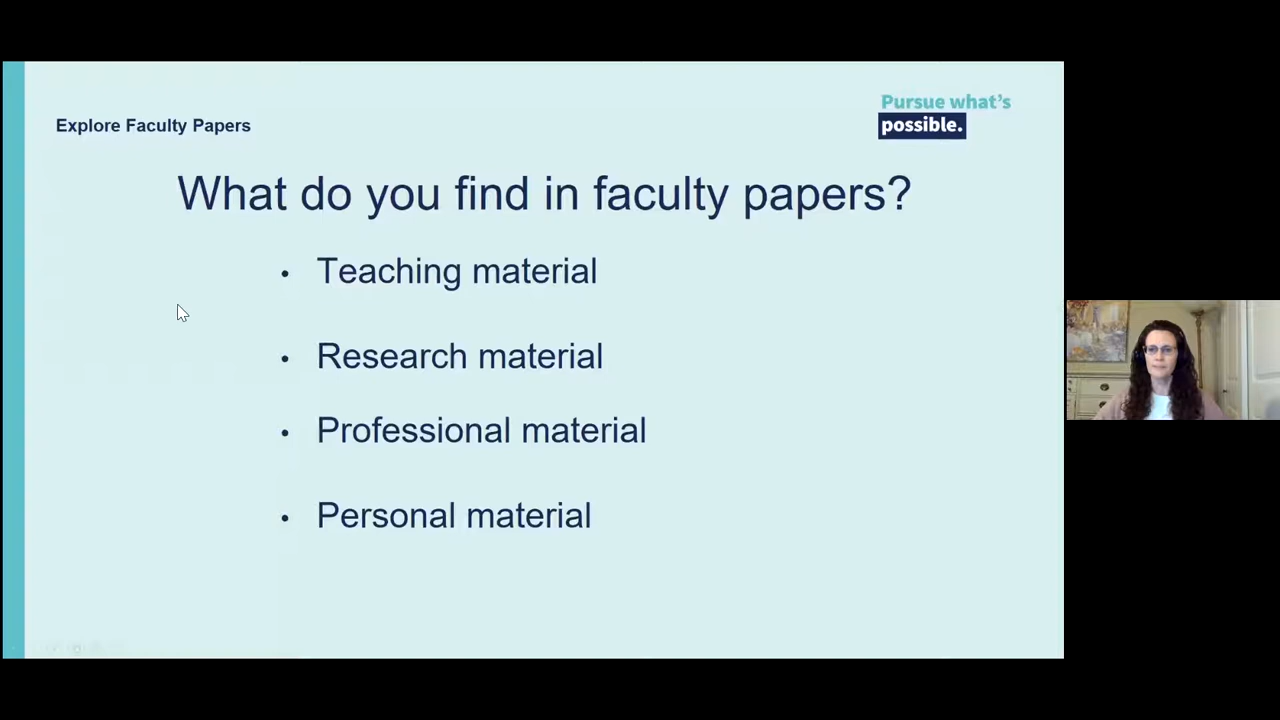 Explore Faculty Papers
Pursue what's
possible.
What do you find in faculty papers?
• Teaching material
• Research material
• Professional material
• Personal material